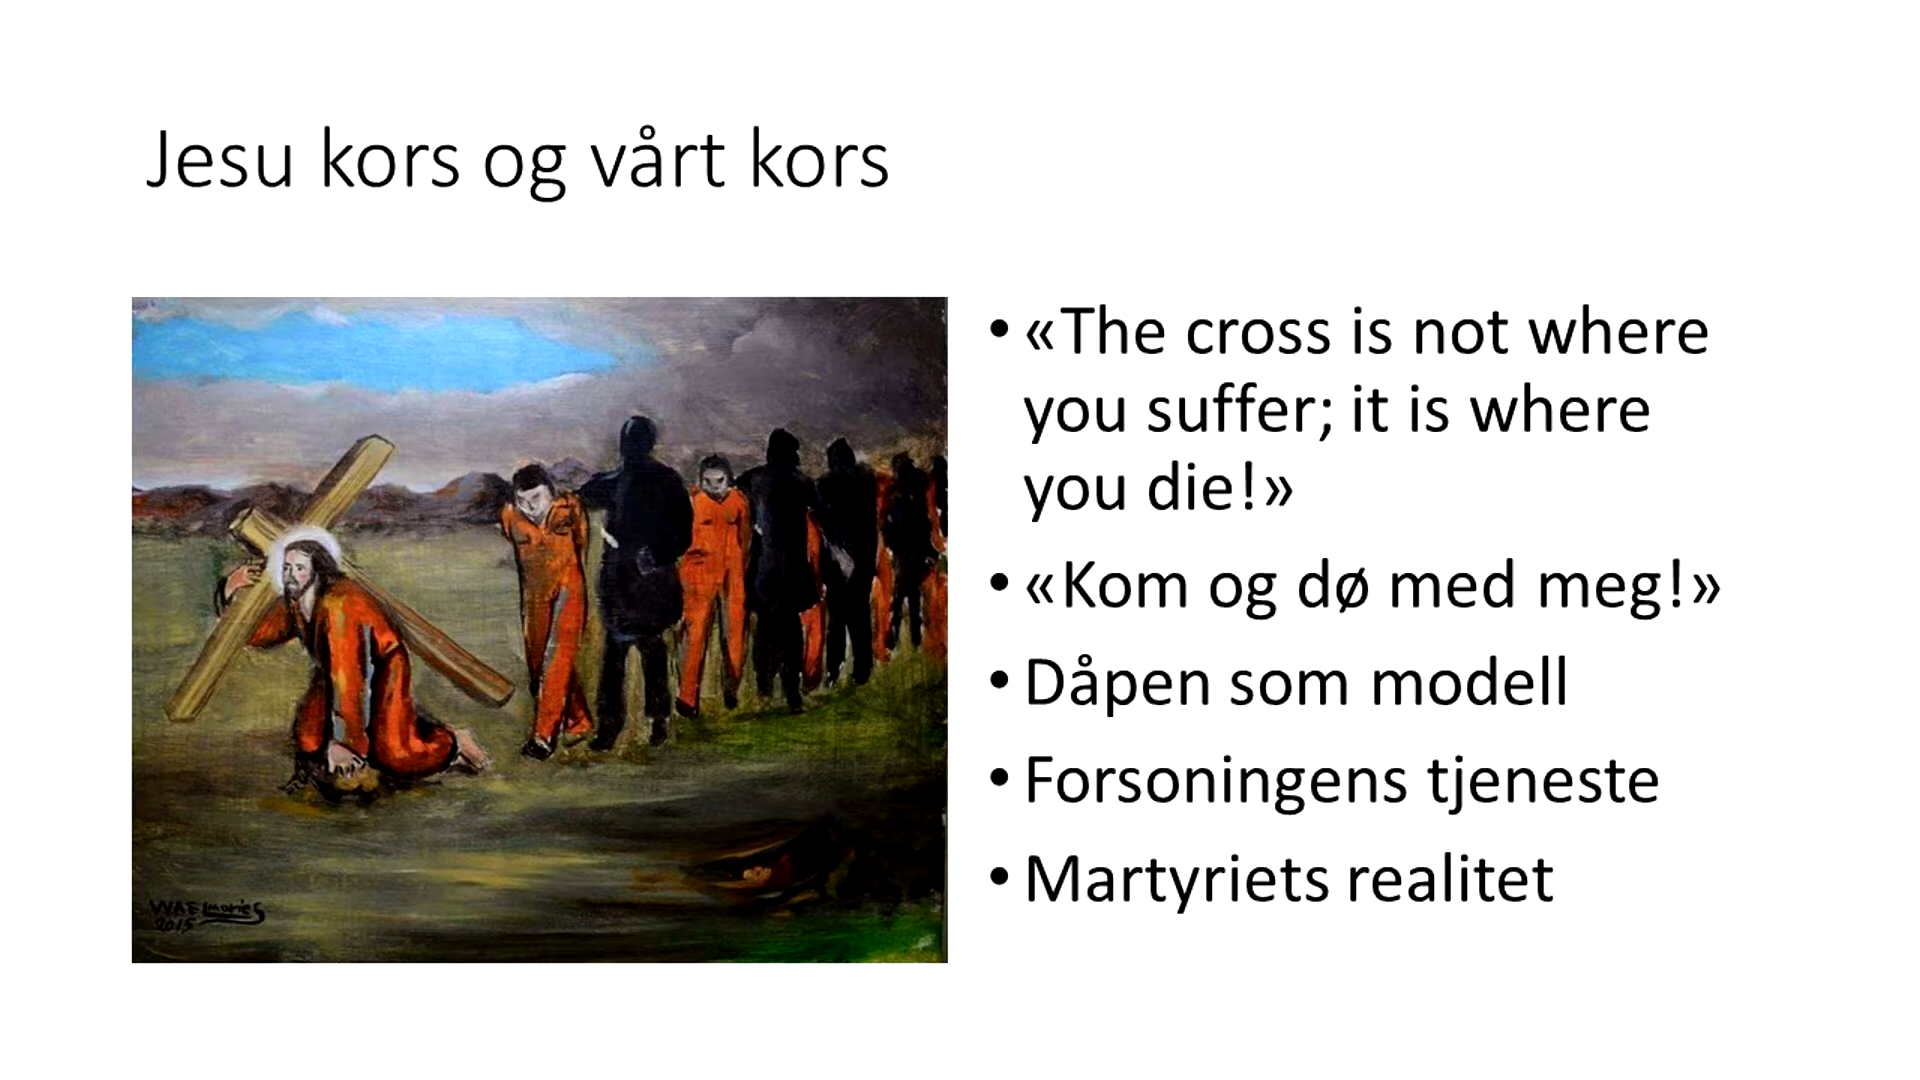 Jesu kors og vårt kors
• «The cross is not where
you suffer; it is where
you die!»
• «Kom og dø med meg!»
• Dåpen som modell
• Forsoningens tjeneste
• Martyriets realitet
2015